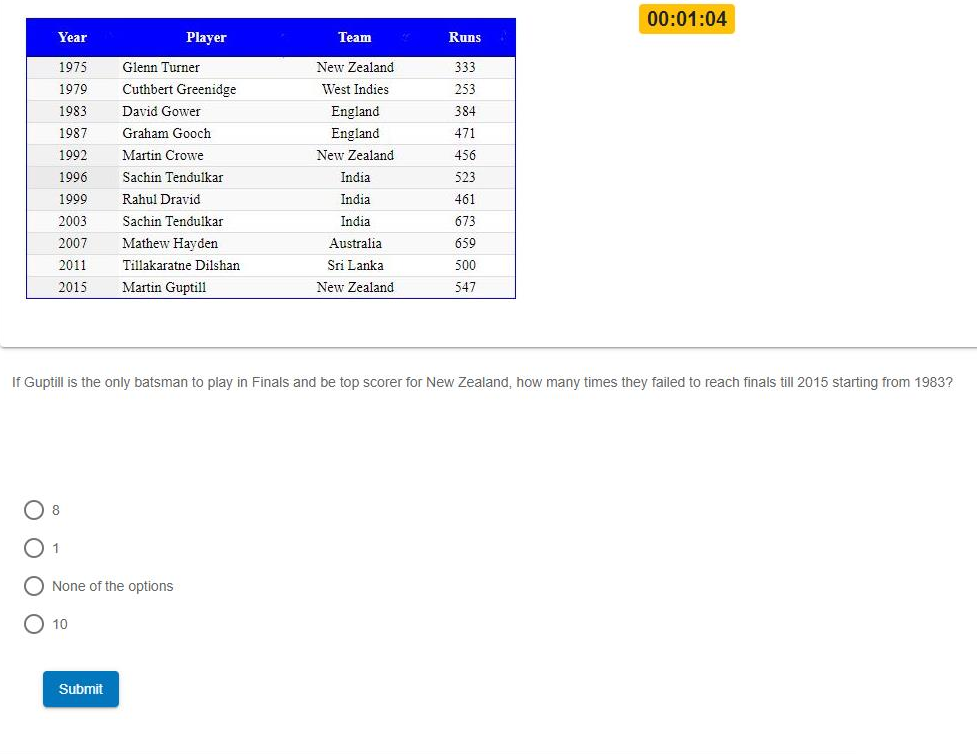 00:01:04
Year Player Team Runs
1975 Glenn Turner New Zealand 333
1979 Cuthbert Greenidge West Indies 253
1983 David Gower England 384
1987 Graham Gooch England 471
1992 Martin Crowe New Zealand 456
1996 Sachin Tendulkar India 523
1999 Rahul Dravid India 461
2003 Sachin Tendulkar India 673
2007 Mathew Hayden Australia 659
2011 Tillakaratne Dilshan Sri Lanka 500
2015 Martin Guptill New Zealand 547
If Guptill is the only batsman to play in Finals and be top scorer for New Zealand, how many times they failed to reach finals till 2015 starting from 1983?
8
1
None of the options
10
Submit